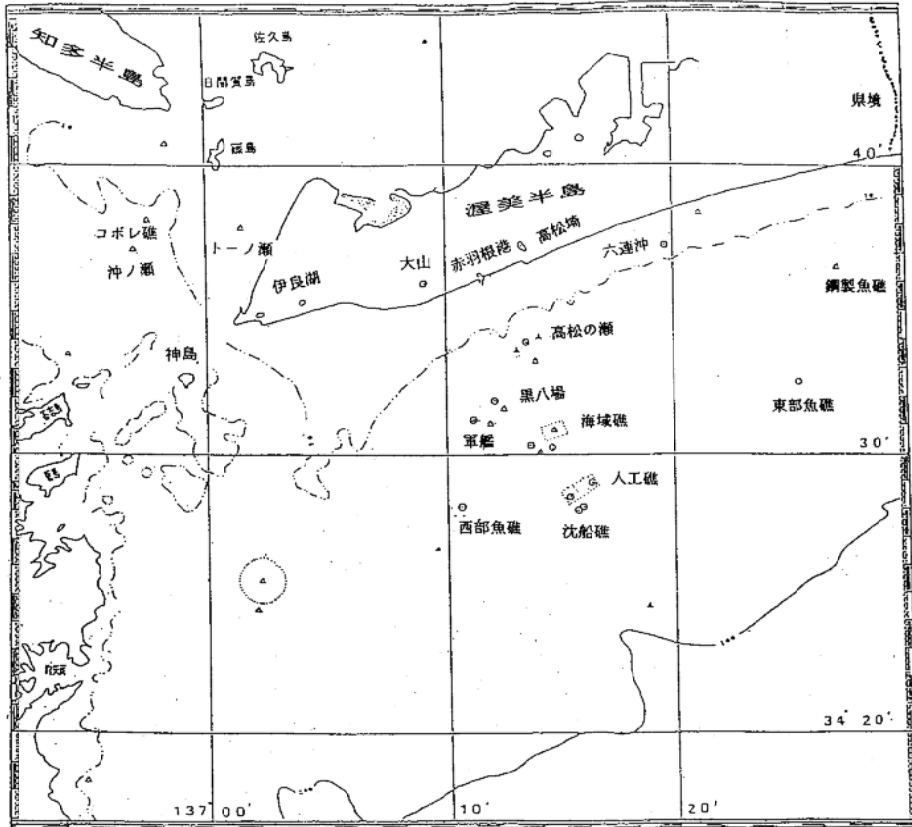 佐久島
知多半島
日間賀島
県境
篠島
40'
渥美半島
コボレ礁
トーノ瀬
沖ノ瀬
大山
赤羽根港
高松埼
六連沖
伊良湖
鋼製魚礁
高松の瀬
神島
黒八場
海域礁
東部魚礁
軍艦
30'
人工礁
西部魚礁
沈船礁
34° 20'
137° 00'
10'
20'